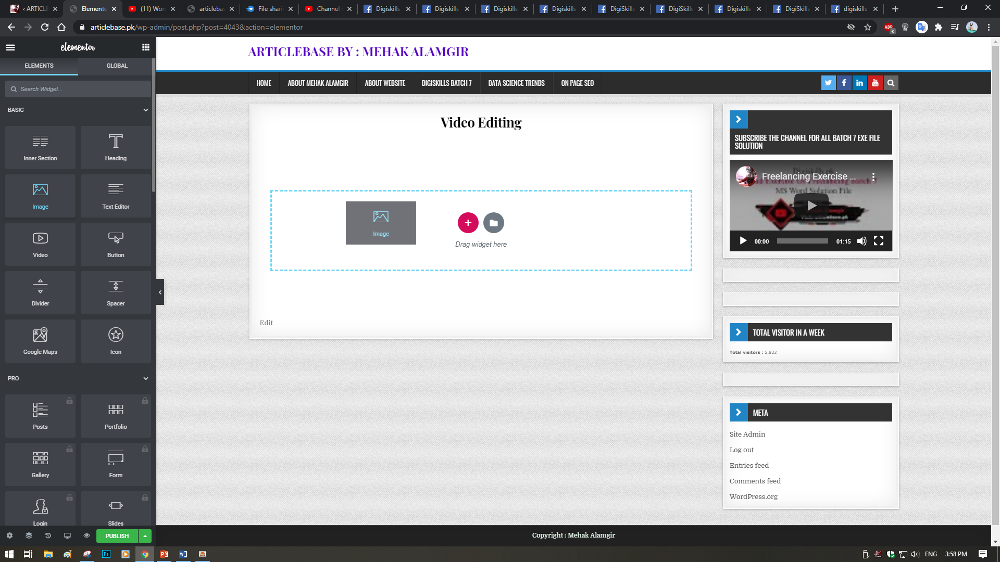 ‹ ARTICLE
Elemento
(11) Wor
articleba
File shari
Channel
Digiskills
Digiskills
Digiskills
Digiskills
DigiSkills
DigiSkills
Digiskills
DigiSkills
digiskills
articlebase.pk/wp-admin/post.php?post=4043&action=elementor
ABP
3
elementor
ELEMENTS
GLOBAL
Search Widget...
BASIC
Inner Section
Heading
Image
Text Editor
Video
Button
Divider
Spacer
Google Maps
Icon
PRO
Posts
Portfolio
Gallery
Form
Login
Slides
PUBLISH
ARTICLEBASE BY : MEHAK ALAMGIR
HOME
ABOUT MEHAK ALAMGIR
ABOUT WEBSITE
DIGISKILLS BATCH 7
DATA SCIENCE TRENDS
ON PAGE SEO
Video Editing
Image
Drag widget here
Edit
SUBSCRIBE THE CHANNEL FOR ALL BATCH 7 EXE FILE
SOLUTION
Freelancing Exercise ...
MS Word Solution File
00:00
01:15
TOTAL VISITOR IN A WEEK
Total visitors : 5,822
META
Site Admin
Log out
Entries feed
Comments feed
WordPress.org
Copyright : Mehak Alamgir
ENG
3:58 PM